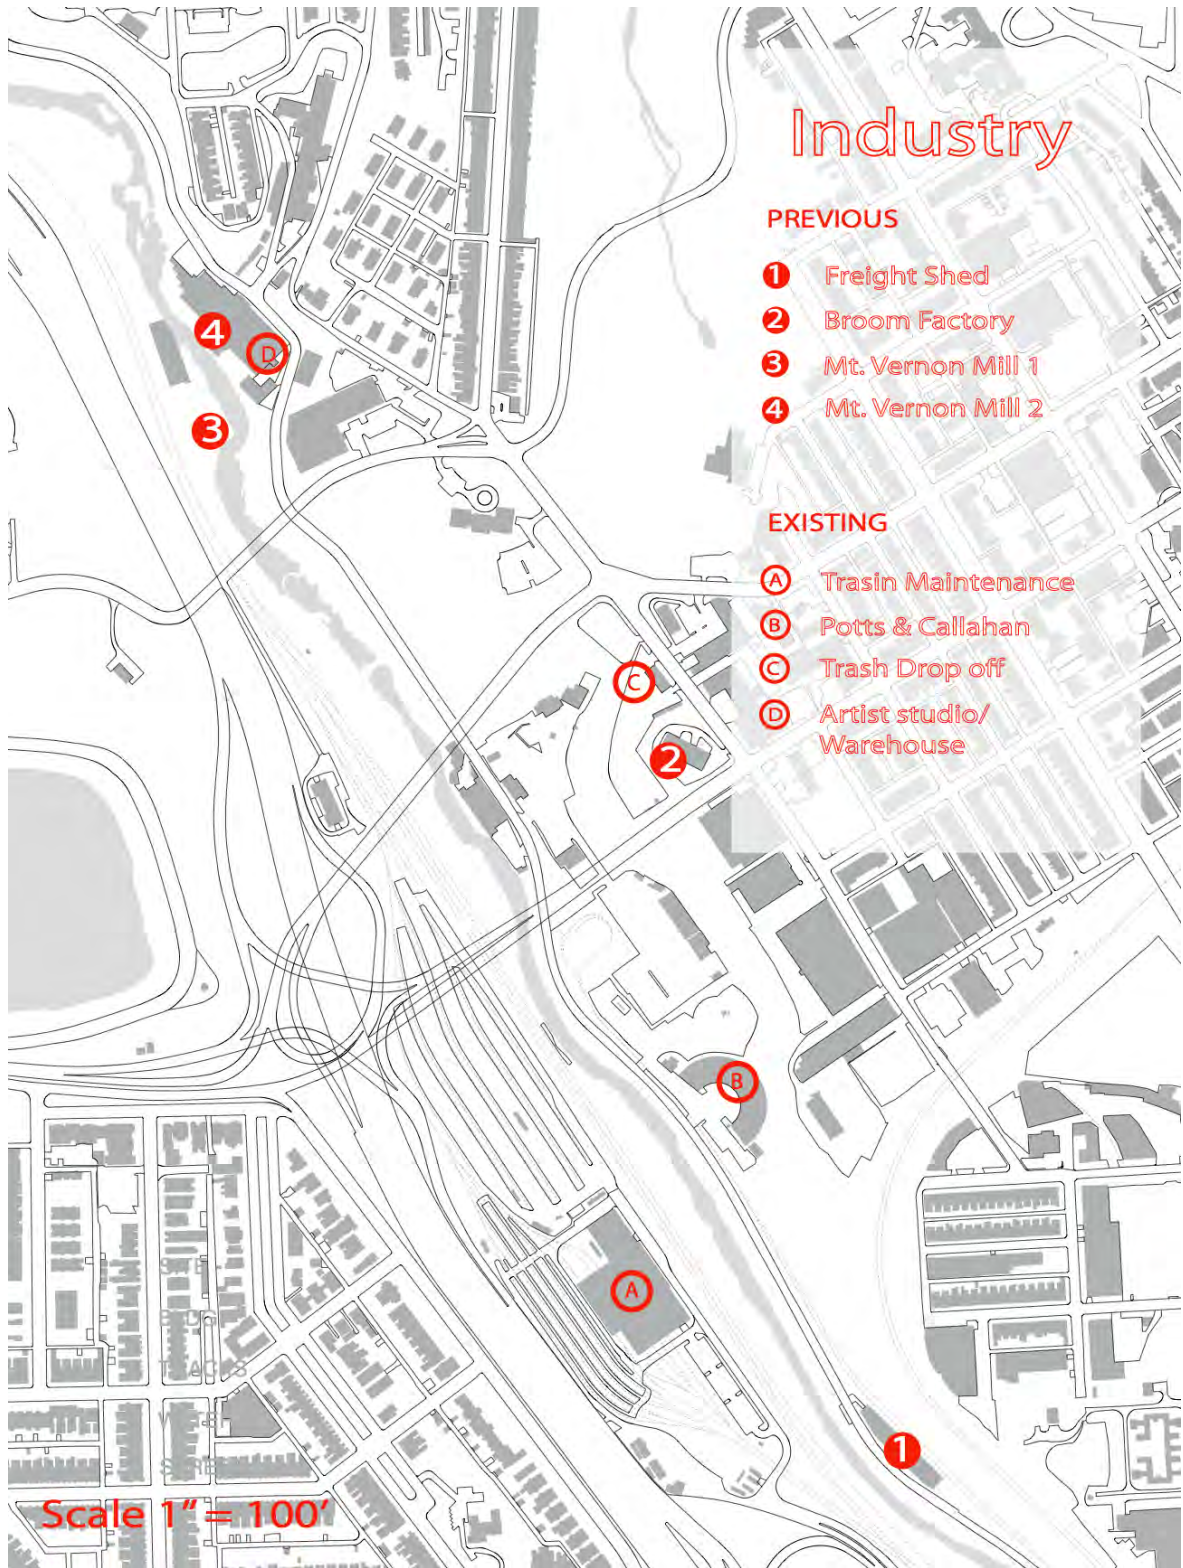 Industry
PREVIOUS
1 Freight Shed
2 Broom Factory
3 Mt. Vernon Mill 1
4 Mt. Vernon Mill 2
EXISTING
A Trasin Maintenance
B Potts & Callahan
C Trash Drop off
D Artist studio/
Warehouse
4
D
3
C
2
B
A
1
Scale 1" = 100'